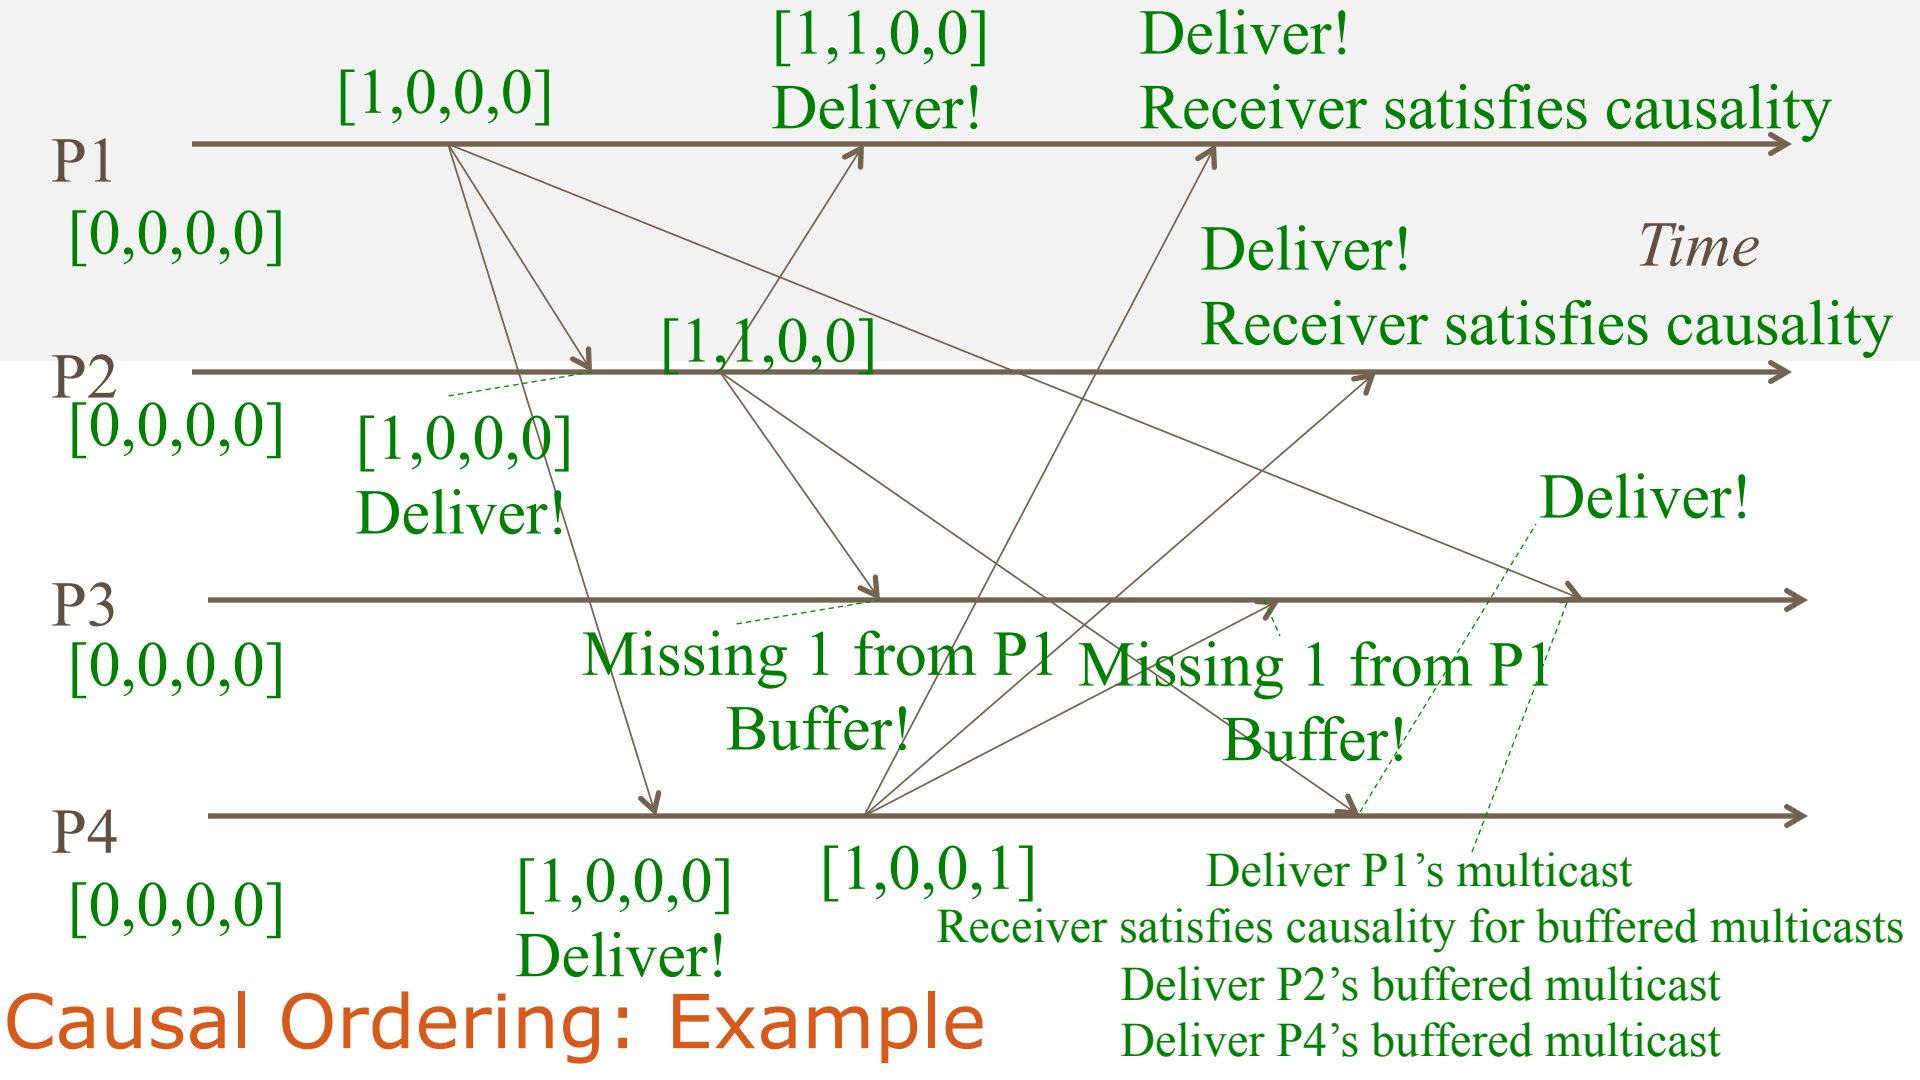 [1,1,0,0]
Deliver!
Deliver!
Receiver satisfies causality
[1,0,0,0]
P1
[0,0,0,0]
Time
Deliver!
Receiver satisfies causality
[1,1,0,0]
P2
[0,0,0,0]
[1,0,0,0]
Deliver!
Deliver!
P3
[0,0,0,0]
Missing 1 from P1
Buffer!
Missing 1 from P1
Buffer!
P4
[0,0,0,0]
[1,0,0,0]
Deliver!
[1,0,0,1]
Deliver P1’s multicast
Receiver satisfies causality for buffered multicasts
Deliver P2’s buffered multicast
Deliver P4’s buffered multicast
Causal Ordering: Example